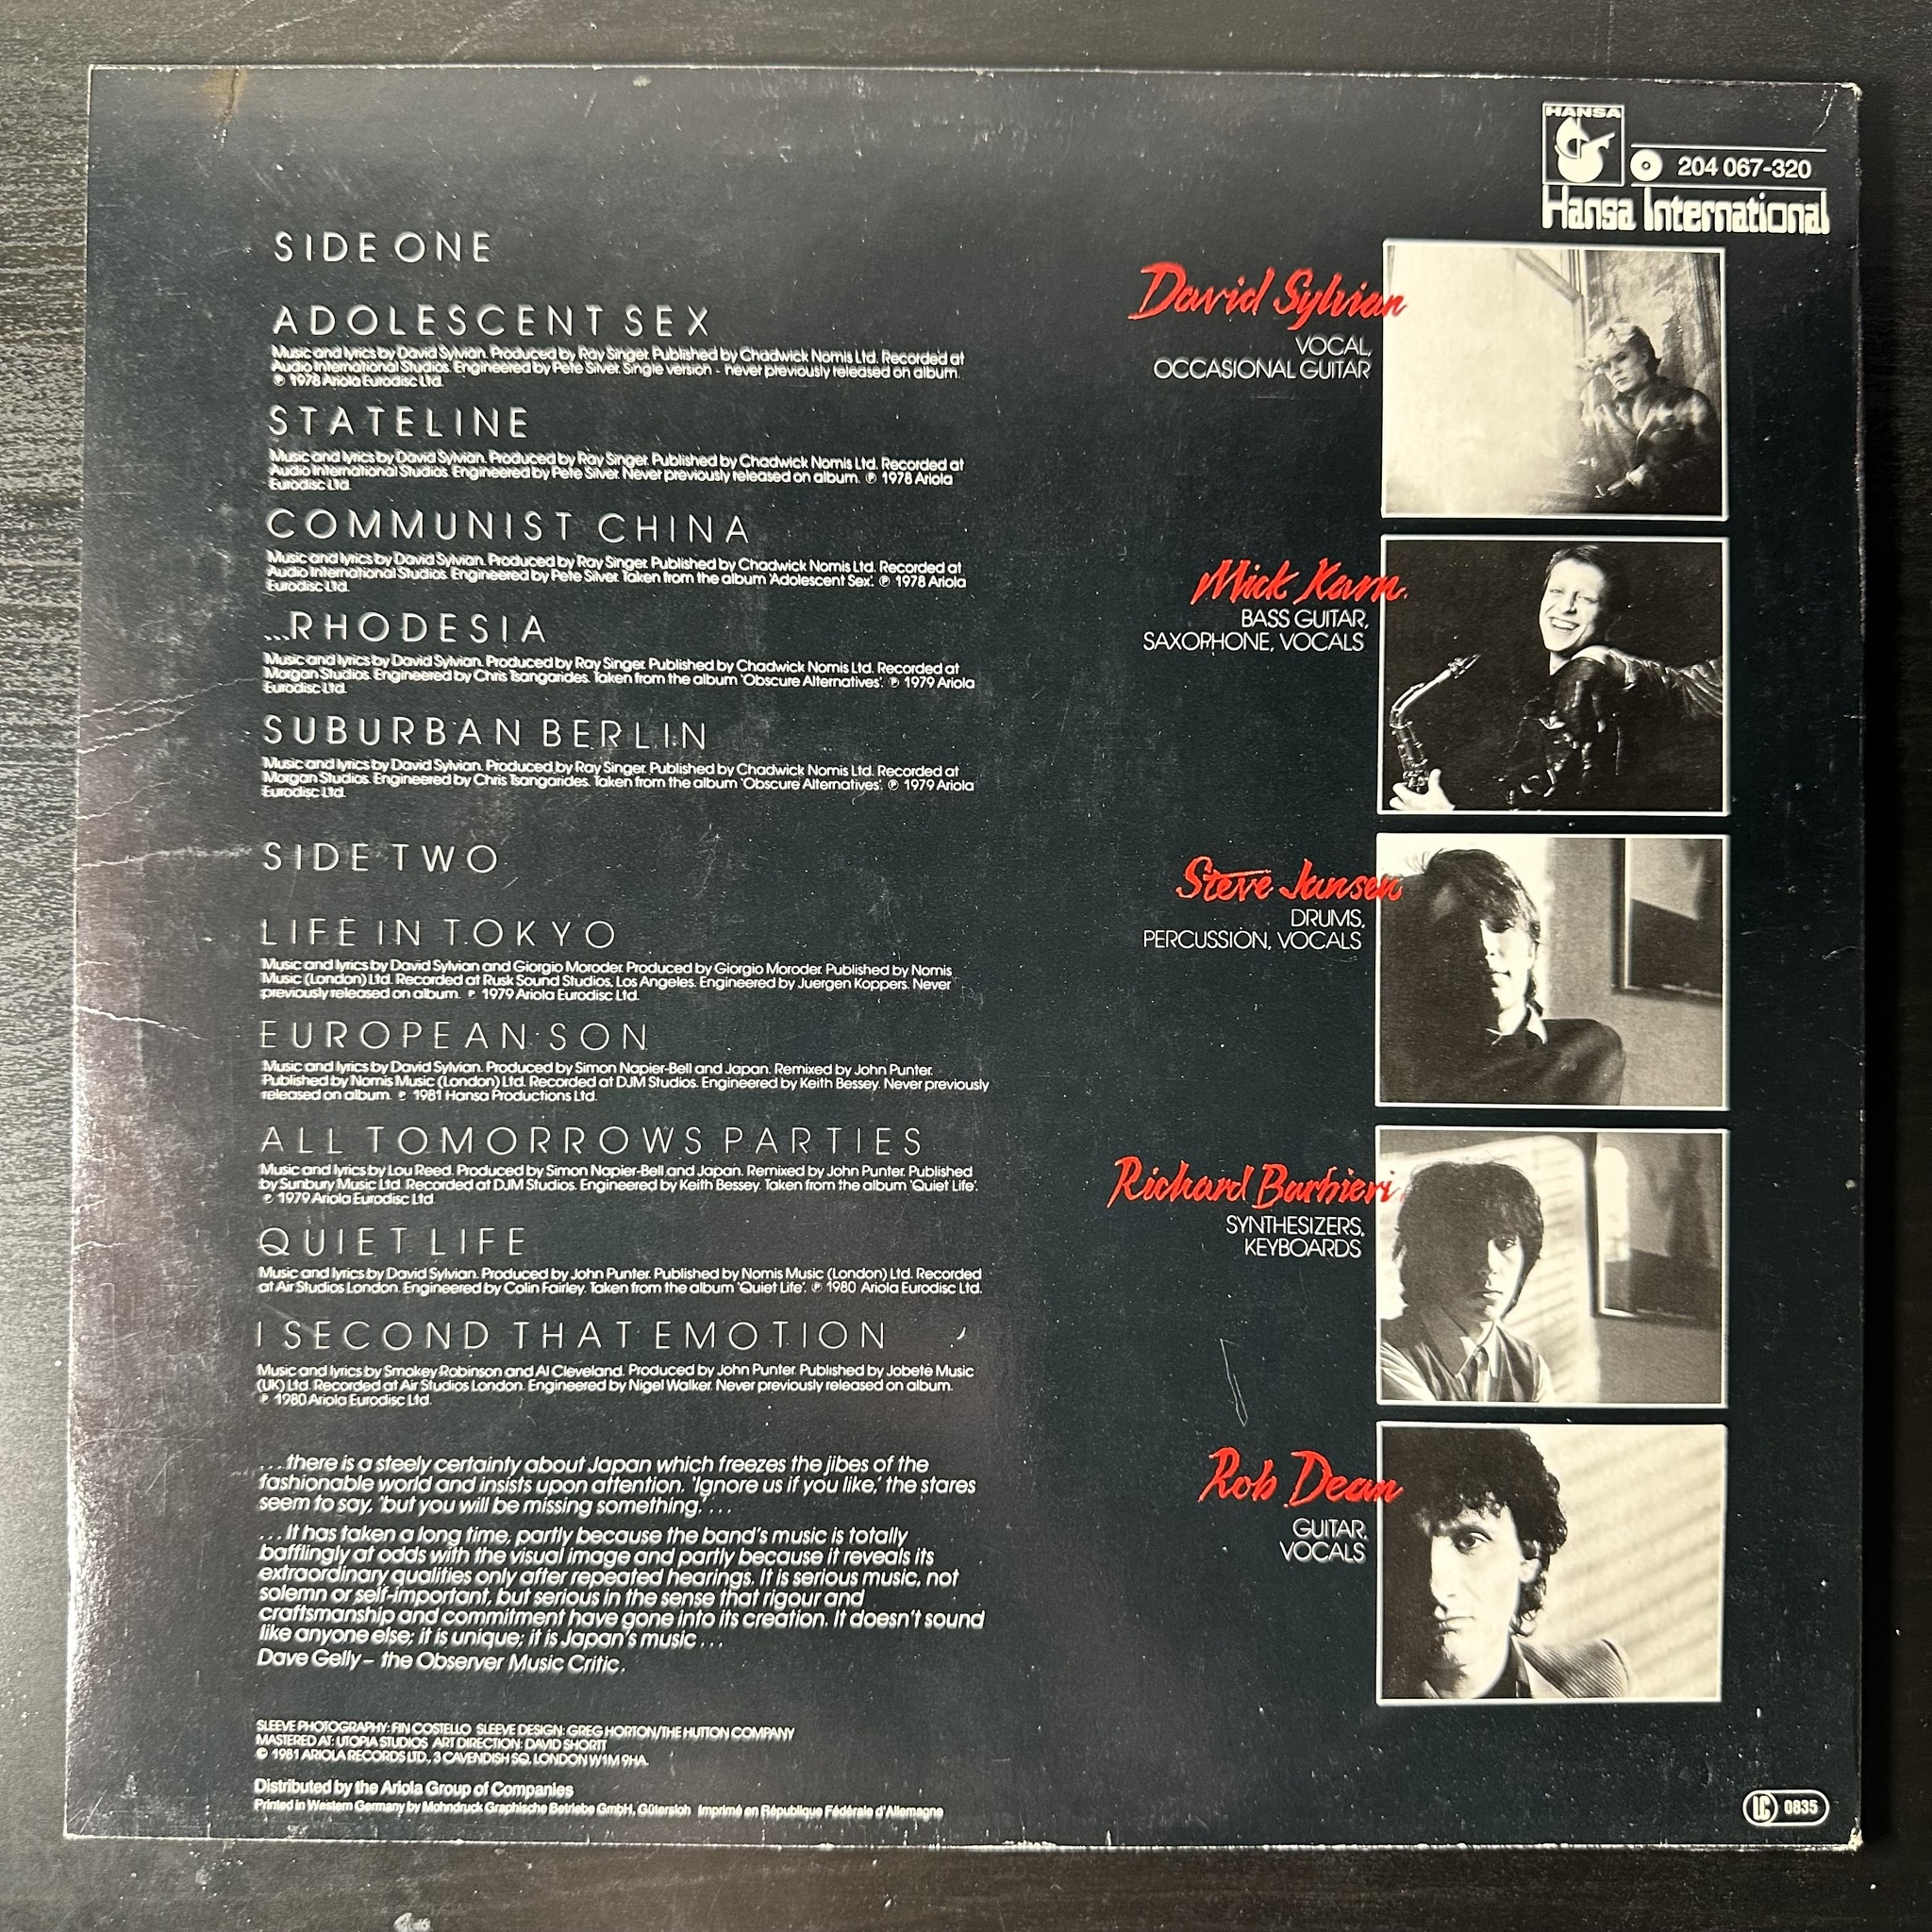 HANSA
204 067-320
Hansa International
SIDE ONE
ADOLESCENT SEX
Music and lyrics by David Sylvian. Produced by Ray Singer. Published by Chadwick Nomis Ltd. Recorded at
Audio International Studios. Engineered by Pete Silver. Single version - never previously released on album.
℗ 1978 Ariola Eurodisc Ltd.
STATELINE
Music and lyrics by David Sylvian. Produced by Ray Singer. Published by Chadwick Nomis Ltd. Recorded at
Audio International Studios. Engineered by Pete Silver. Never previously released on album. ℗ 1978 Ariola
Eurodisc Ltd.
COMMUNIST CHINA
Music and lyrics by David Sylvian. Produced by Ray Singer. Published by Chadwick Nomis Ltd. Recorded at
Audio International Studios. Engineered by Pete Silver. Taken from the album 'Adolescent Sex'. ℗ 1978 Ariola
Eurodisc Ltd.
...RHODESIA
Music and lyrics by David Sylvian. Produced by Ray Singer. Published by Chadwick Nomis Ltd. Recorded at
Morgan Studios. Engineered by Chris Tsangarides. Taken from the album 'Obscure Alternatives'. ℗ 1979 Ariola
Eurodisc Ltd.
SUBURBAN BERLIN
Music and lyrics by David Sylvian. Produced by Ray Singer. Published by Chadwick Nomis Ltd. Recorded at
Morgan Studios. Engineered by Chris Tsangarides. Taken from the album 'Obscure Alternatives'. ℗ 1979 Ariola
Eurodisc Ltd.
SIDE TWO
LIFE IN TOKYO
Music and lyrics by David Sylvian and Giorgio Moroder. Produced by Giorgio Moroder. Published by Nomis
Music (London) Ltd. Recorded at Rusk Sound Studios, Los Angeles. Engineered by Juergen Koppers. Never
previously released on album. ℗ 1979 Ariola Eurodisc Ltd.
EUROPEAN SON
Music and lyrics by David Sylvian. Produced by Simon Napier-Bell and Japan. Remixed by John Punter.
Published by Nomis Music (London) Ltd. Recorded at DJM Studios. Engineered by Keith Bessey. Never previously
released on album. ℗ 1981 Hansa Productions Ltd.
ALL TOMORROWS PARTIES
Music and lyrics by Lou Reed. Produced by Simon Napier-Bell and Japan. Remixed by John Punter. Published
by Sunbury Music Ltd. Recorded at DJM Studios. Engineered by Keith Bessey. Taken from the album 'Quiet Life'.
℗ 1979 Ariola Eurodisc Ltd
QUIET LIFE
Music and lyrics by David Sylvian. Produced by John Punter. Published by Nomis Music (London) Ltd. Recorded
at Air Studios London. Engineered by Colin Fairley. Taken from the album 'Quiet Life'. ℗ 1980 Ariola Eurodisc Ltd.
I SECOND THAT EMOTION
Music and lyrics by Smokey Robinson and Al Cleveland. Produced by John Punter. Published by Jobete Music
(UK) Ltd. Recorded at Air Studios London. Engineered by Nigel Walker. Never previously released on album.
℗ 1980 Ariola Eurodisc Ltd.
...there is a steely certainty about Japan which freezes the jibes of the
fashionable world and insists upon attention. 'Ignore us if you like,' the stares
seem to say, 'but you will be missing something.'...
...It has taken a long time, partly because the band's music is totally
bafflingly at odds with the visual image and partly because it reveals its
extraordinary qualities only after repeated hearings. It is serious music, not
solemn or self-important, but serious in the sense that rigour and
craftsmanship and commitment have gone into its creation. It doesn't sound
like anyone else; it is unique; it is Japan's music...
Dave Gelly – the Observer Music Critic.
SLEEVE PHOTOGRAPHY: FIN COSTELLO SLEEVE DESIGN: GREG HORTON/THE HUTTON COMPANY
MASTERED AT: UTOPIA STUDIOS ART DIRECTION: DAVID SHORTT
© 1981 ARIOLA RECORDS LTD., 3 CAVENDISH SQ, LONDON W1M 9HA.
Distributed by the Ariola Group of Companies
Printed in Western Germany by Mohndruck Graphische Betriebe GmbH, Gütersloh Imprimé en République Fédérale d'Allemagne
David Sylvian
VOCAL,
OCCASIONAL GUITAR
Mick Karn
BASS GUITAR,
SAXOPHONE, VOCALS
Steve Jansen
DRUMS,
PERCUSSION, VOCALS
Richard Barbieri
SYNTHESIZERS,
KEYBOARDS
Rob Dean
GUITAR,
VOCALS
LC 0835